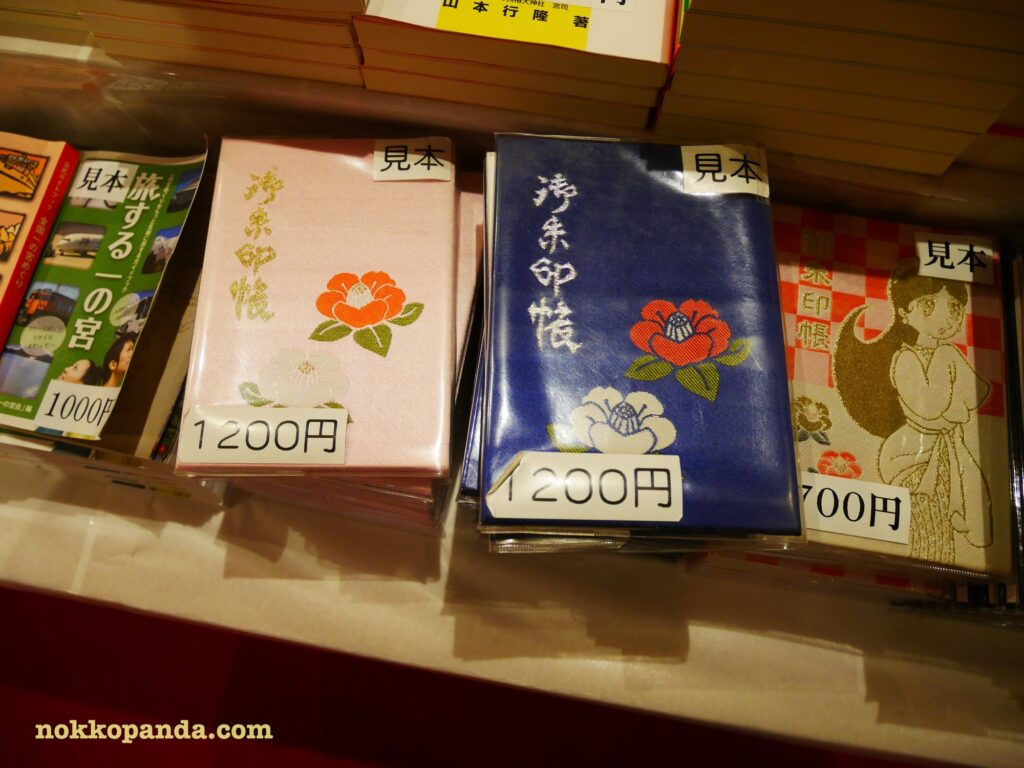 山本行隆 著
見本
旅する一の宮
1000円
見本
御朱印帳
1200円
見本
御朱印帳
1200円
見本
御朱印帳
700円
nokkopanda.com